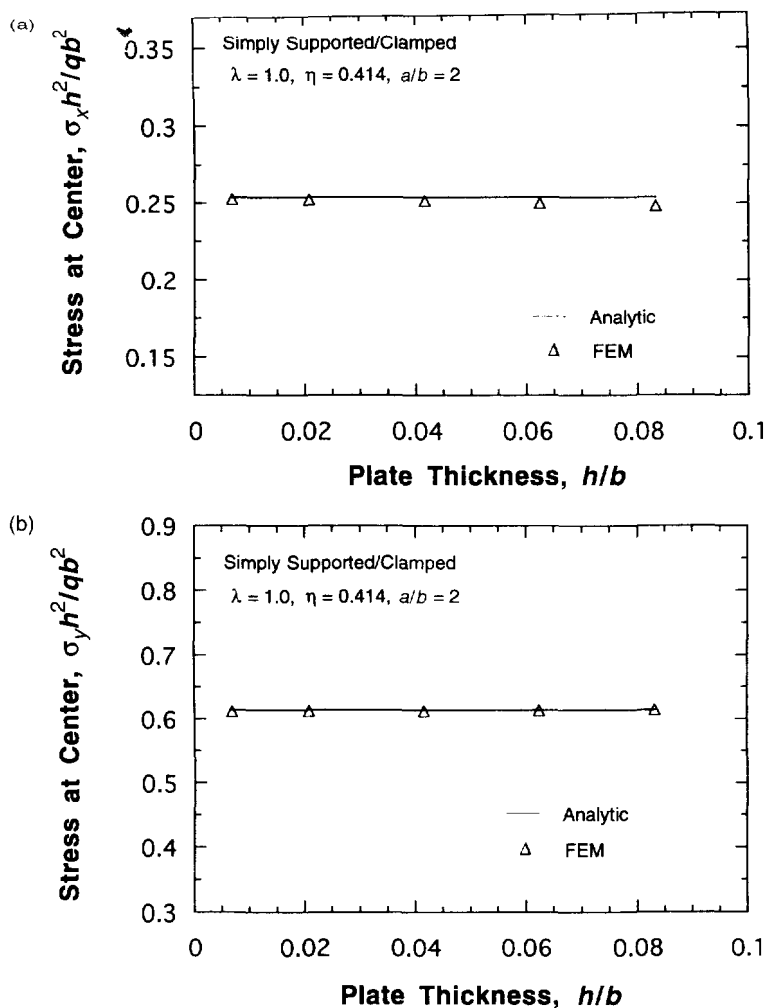 (a)
Stress at Center, σₓh²/qb²
0.35
0.3
0.25
0.2
0.15
Simply Supported/Clamped
λ = 1.0, η = 0.414, a/b = 2
Analytic
FEM
0 0.02 0.04 0.06 0.08 0.1
Plate Thickness, h/b
(b)
Stress at Center, σᵧh²/qb²
0.9
0.8
0.7
0.6
0.5
0.4
0.3
Simply Supported/Clamped
λ = 1.0, η = 0.414, a/b = 2
Analytic
FEM
0 0.02 0.04 0.06 0.08 0.1
Plate Thickness, h/b